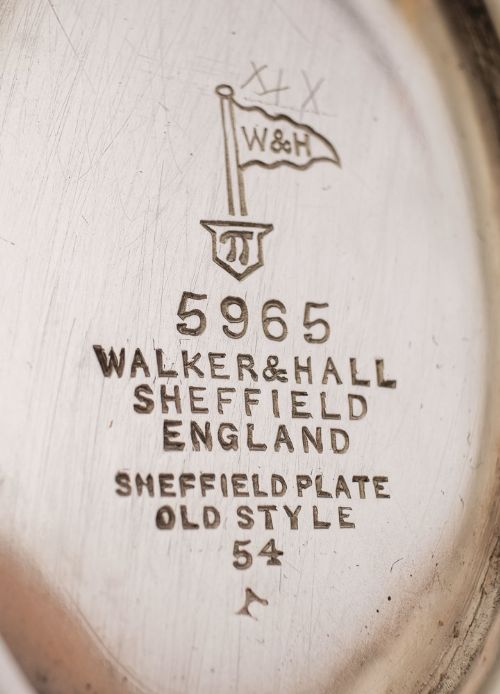 W&H
π
5965
WALKER & HALL
SHEFFIELD
ENGLAND
SHEFFIELD PLATE
OLD STYLE
54